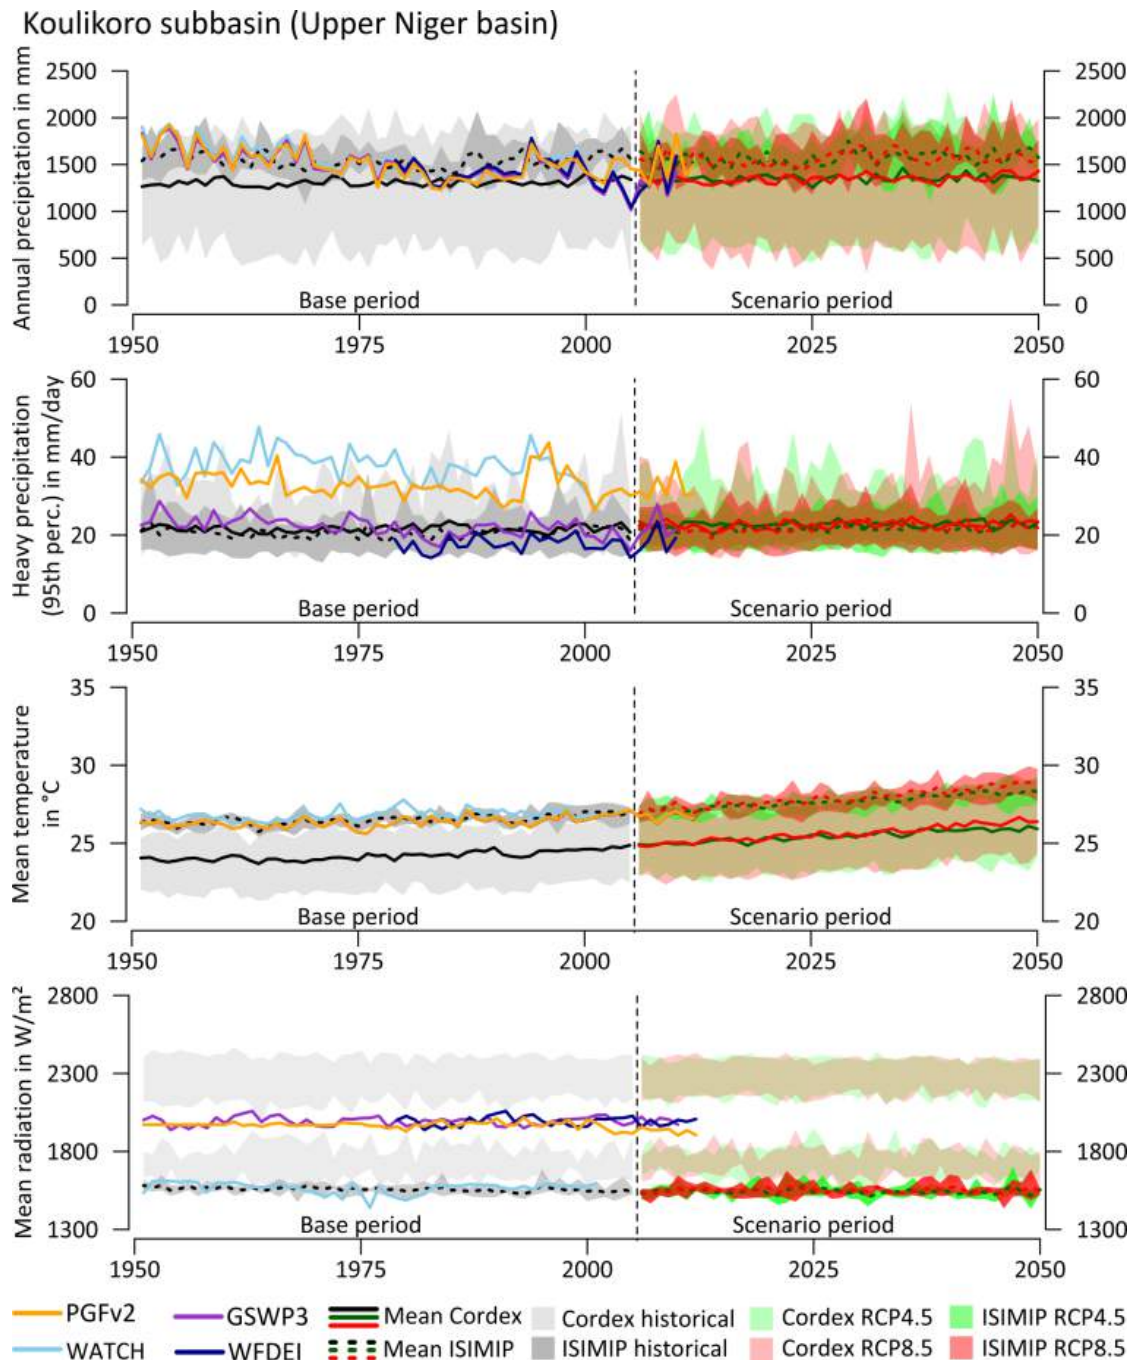 Koulikoro subbasin (Upper Niger basin)
Annual precipitation in mm
2500 2500
2000 2000
1500 1500
1000 1000
500 500
0 0
Base period Scenario period
1950 1975 2000 2025 2050
Heavy precipitation
(95th perc.) in mm/day
60 60
40 40
20 20
0 0
Base period Scenario period
1950 1975 2000 2025 2050
Mean temperature
in °C
35 35
30 30
25 25
20 20
Base period Scenario period
1950 1975 2000 2025 2050
Mean radiation in W/m²
2800 2800
2300 2300
1800 1800
1300 1300
Base period Scenario period
1950 1975 2000 2025 2050
PGFv2 GSWP3 Mean Cordex Cordex historical Cordex RCP4.5 ISIMIP RCP4.5
WATCH WFDEI Mean ISIMIP ISIMIP historical Cordex RCP8.5 ISIMIP RCP8.5